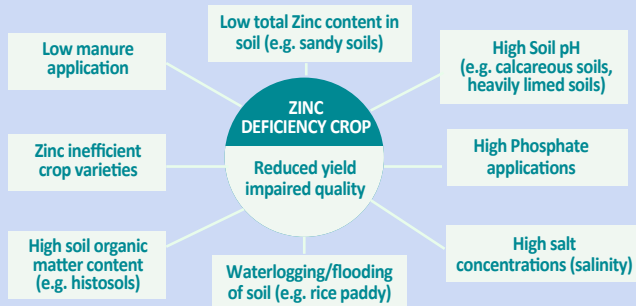 Low total Zinc content in
soil (e.g. sandy soils)
Low manure
application
High Soil pH
(e.g. calcareous soils,
heavily limed soils)
ZINC
DEFICIENCY CROP
Reduced yield
impaired quality
Zinc inefficient
crop varieties
High Phosphate
applications
High soil organic
matter content
(e.g. histosols)
Waterlogging/flooding
of soil (e.g. rice paddy)
High salt
concentrations (salinity)